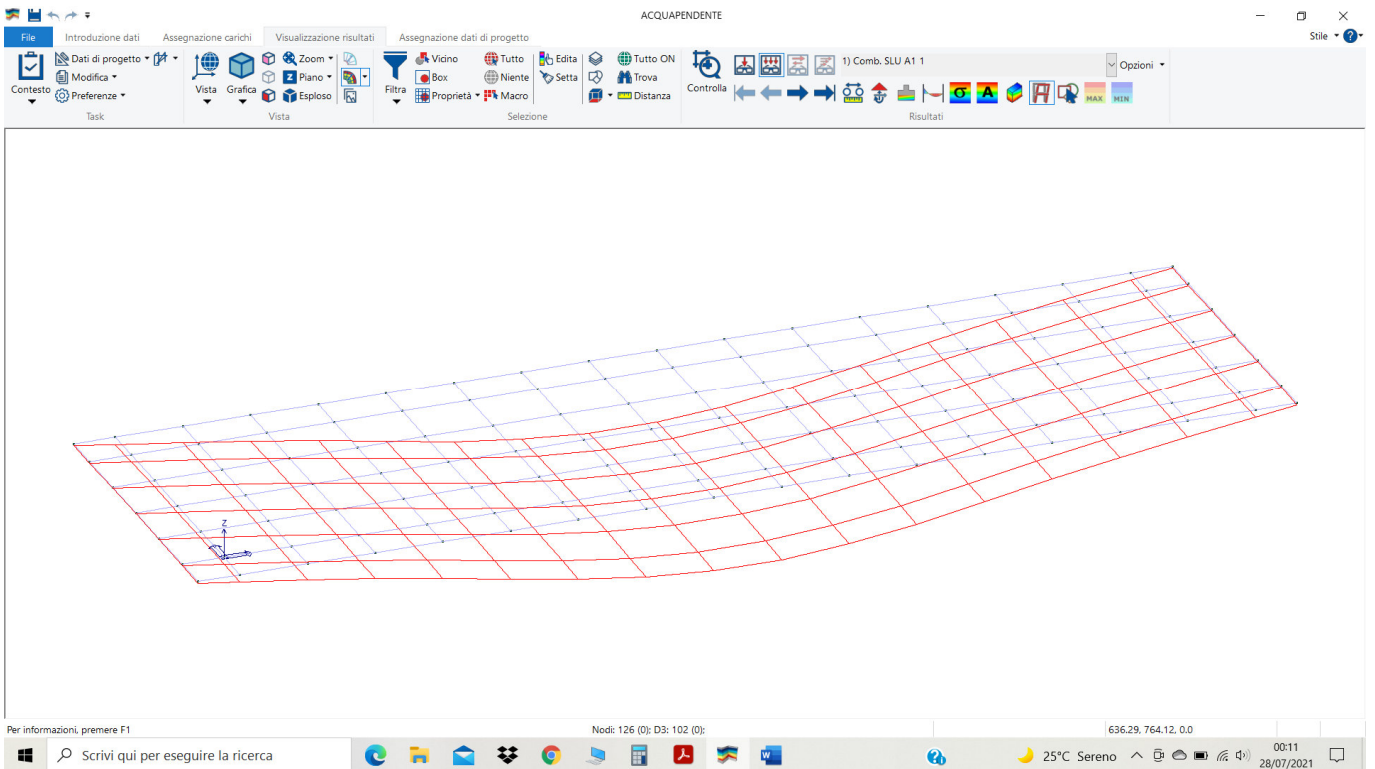 ACQUAPENDENTE
File Introduzione dati Assegnazione carichi Visualizzazione risultati Assegnazione dati di progetto Stile
Dati di progetto Zoom Vicino Tutto Edita Tutto ON 1) Comb. SLU A1 1 Opzioni
Modifica Piano Box Niente Setta Trova
Contesto Preferenze Vista Grafica Esploso Filtra Proprietà Macro Distanza Controlla MAX MIN
Task Vista Selezione Risultati
Z
Per informazioni, premere F1 Nodi: 126 (0); D3: 102 (0); 636.29, 764.12, 0.0
Scrivi qui per eseguire la ricerca 25°C Sereno 00:11
28/07/2021